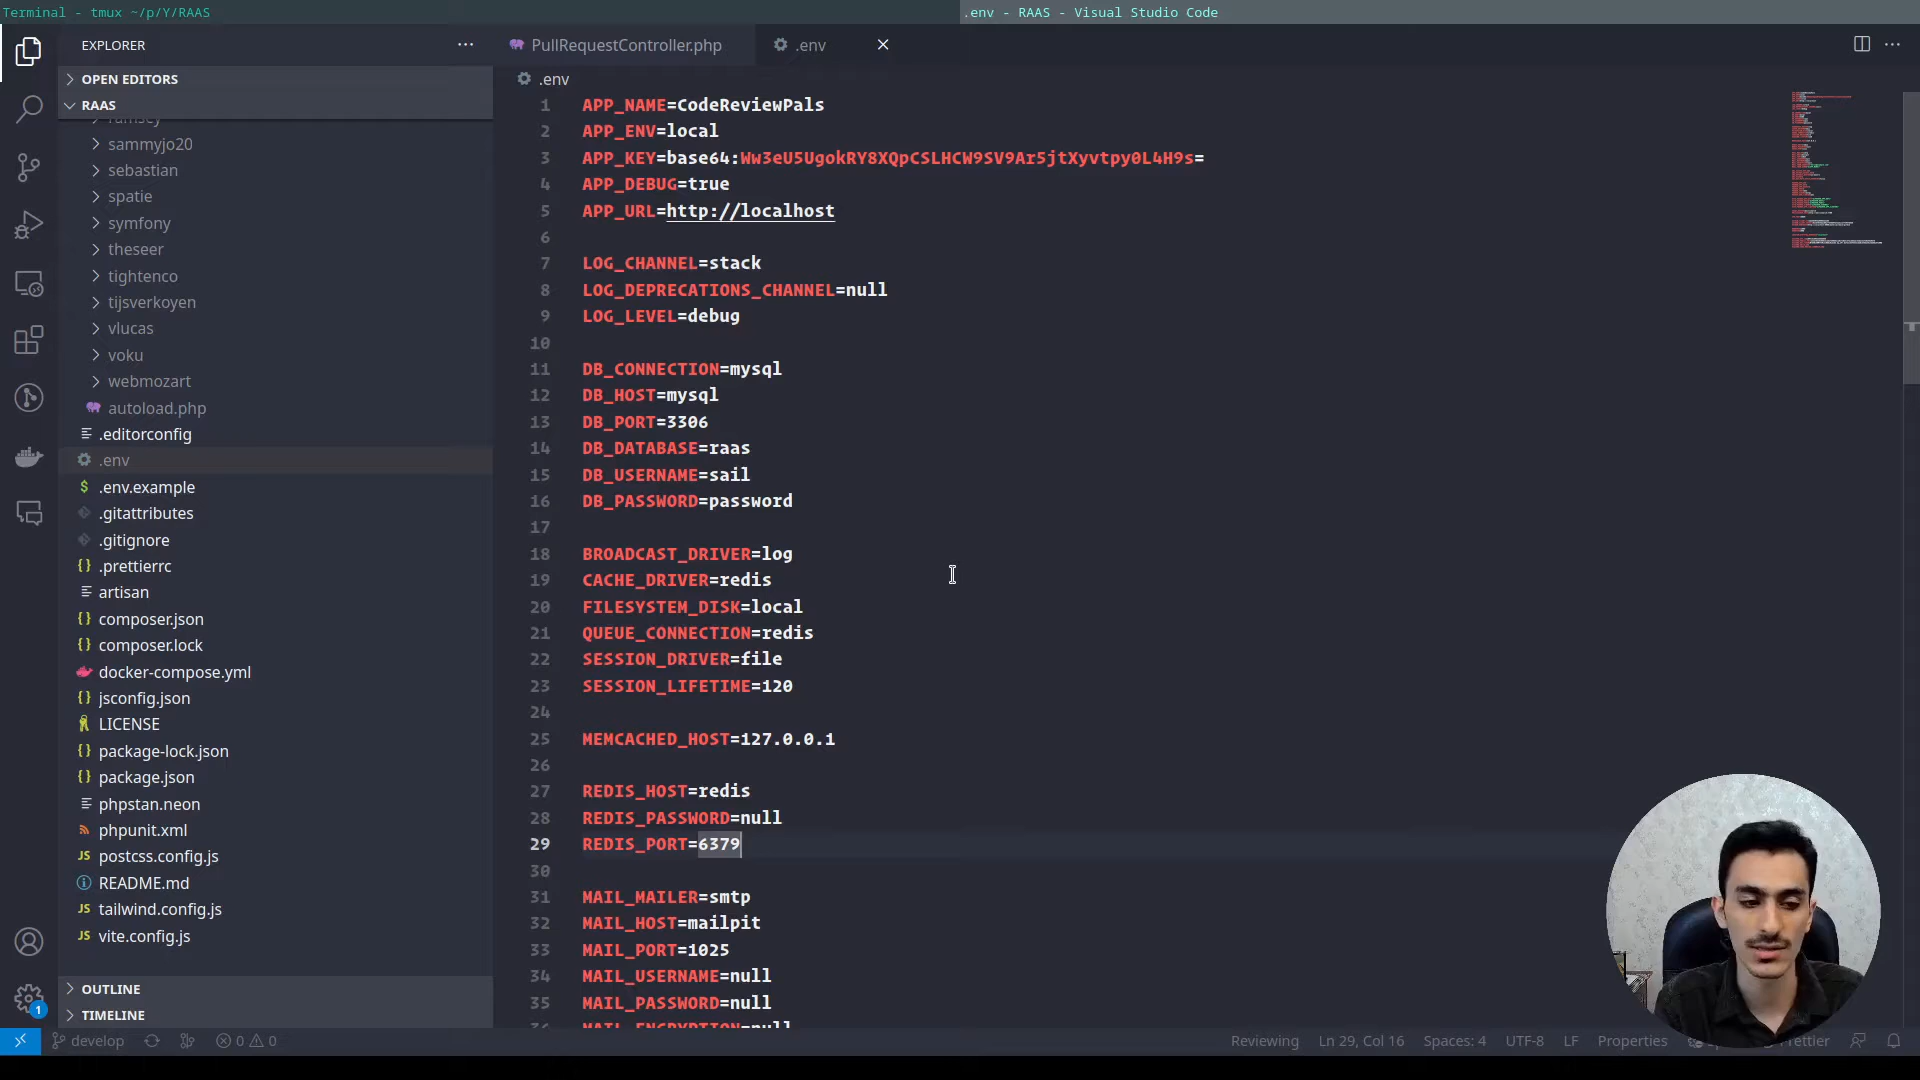 Terminal - tmux ~/p/Y/RAAS
.env - RAAS - Visual Studio Code
EXPLORER
OPEN EDITORS
RAAS
ramsey
sammyjo20
sebastian
spatie
symfony
theseer
tightenco
tijsverkoyen
vlucas
voku
webmozart
autoload.php
.editorconfig
.env
.env.example
.gitattributes
.gitignore
.prettierrc
artisan
composer.json
composer.lock
docker-compose.yml
jsconfig.json
LICENSE
package-lock.json
package.json
phpstan.neon
phpunit.xml
postcss.config.js
README.md
tailwind.config.js
vite.config.js
OUTLINE
TIMELINE
PullRequestController.php
.env
.env
1 APP_NAME=CodeReviewPals
2 APP_ENV=local
3 APP_KEY=base64:Ww3eU5UgokRY8XQpCSLHCW9SV9Ar5jtXyvtpy0L4H9s=
4 APP_DEBUG=true
5 APP_URL=http://localhost
6
7 LOG_CHANNEL=stack
8 LOG_DEPRECATIONS_CHANNEL=null
9 LOG_LEVEL=debug
10
11 DB_CONNECTION=mysql
12 DB_HOST=mysql
13 DB_PORT=3306
14 DB_DATABASE=raas
15 DB_USERNAME=sail
16 DB_PASSWORD=password
17
18 BROADCAST_DRIVER=log
19 CACHE_DRIVER=redis
20 FILESYSTEM_DISK=local
21 QUEUE_CONNECTION=redis
22 SESSION_DRIVER=file
23 SESSION_LIFETIME=120
24
25 MEMCACHED_HOST=127.0.0.1
26
27 REDIS_HOST=redis
28 REDIS_PASSWORD=null
29 REDIS_PORT=6379
30
31 MAIL_MAILER=smtp
32 MAIL_HOST=mailpit
33 MAIL_PORT=1025
34 MAIL_USERNAME=null
35 MAIL_PASSWORD=null
36 MAIL_ENCRYPTION=null
1
develop
0
0
Reviewing
Ln 29, Col 16
Spaces: 4
UTF-8
LF
Properties
Prettier